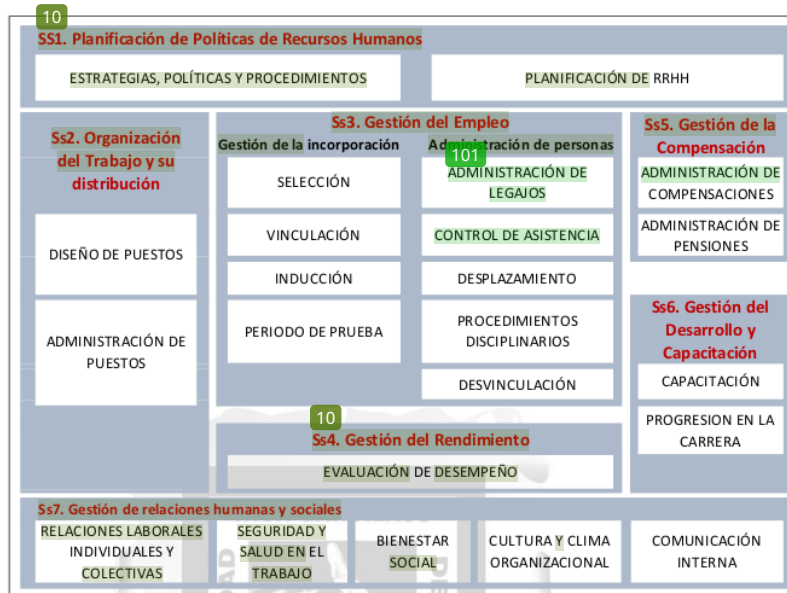 10
SS1. Planificación de Políticas de Recursos Humanos
ESTRATEGIAS, POLÍTICAS Y PROCEDIMIENTOS
PLANIFICACIÓN DE RRHH
Ss2. Organización
del Trabajo y su
distribución
DISEÑO DE PUESTOS
ADMINISTRACIÓN DE
PUESTOS
Ss3. Gestión del Empleo
Gestión de la incorporación
SELECCIÓN
VINCULACIÓN
INDUCCIÓN
PERIODO DE PRUEBA
Administración de personas
101
ADMINISTRACIÓN DE
LEGAJOS
CONTROL DE ASISTENCIA
DESPLAZAMIENTO
PROCEDIMIENTOS
DISCIPLINARIOS
DESVINCULACIÓN
10
Ss4. Gestión del Rendimiento
EVALUACIÓN DE DESEMPEÑO
Ss5. Gestión de la
Compensación
ADMINISTRACIÓN DE
COMPENSACIONES
ADMINISTRACIÓN DE
PENSIONES
Ss6. Gestión del
Desarrollo y
Capacitación
CAPACITACIÓN
PROGRESION EN LA
CARRERA
Ss7. Gestión de relaciones humanas y sociales
RELACIONES LABORALES
INDIVIDUALES Y
COLECTIVAS
SEGURIDAD Y
SALUD EN EL
TRABAJO
BIENESTAR
SOCIAL
CULTURA Y CLIMA
ORGANIZACIONAL
COMUNICACIÓN
INTERNA